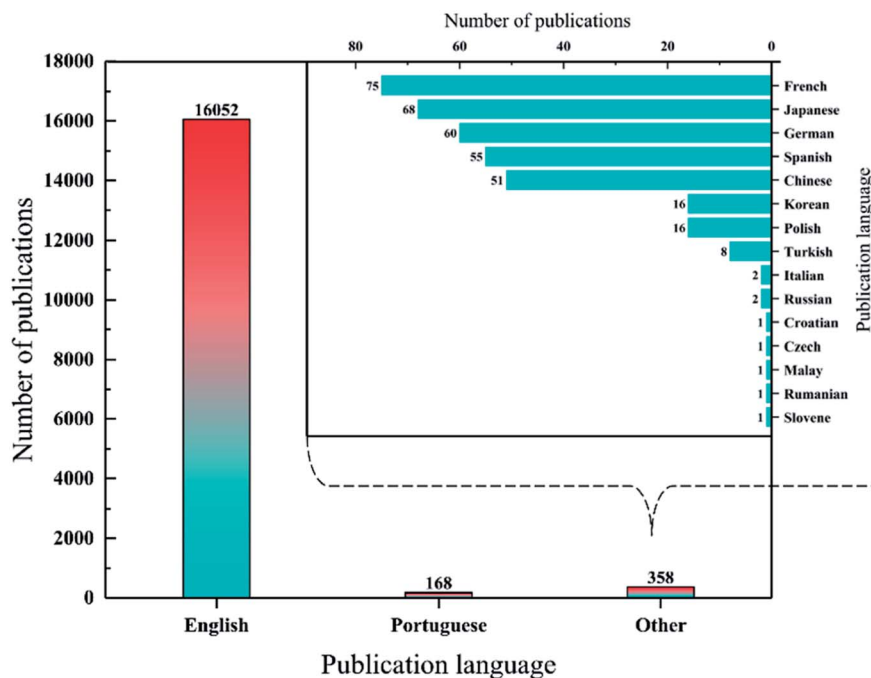 Number of publications
80 60 40 20 0
18000
16000
14000
12000
10000
8000
6000
4000
2000
0
Number of publications
16052
168
358
English Portuguese Other
Publication language
75 French
68 Japanese
60 German
55 Spanish
51 Chinese
16 Korean
16 Polish
8 Turkish
2 Italian
2 Russian
1 Croatian
1 Czech
1 Malay
1 Rumanian
1 Slovene
Publication language